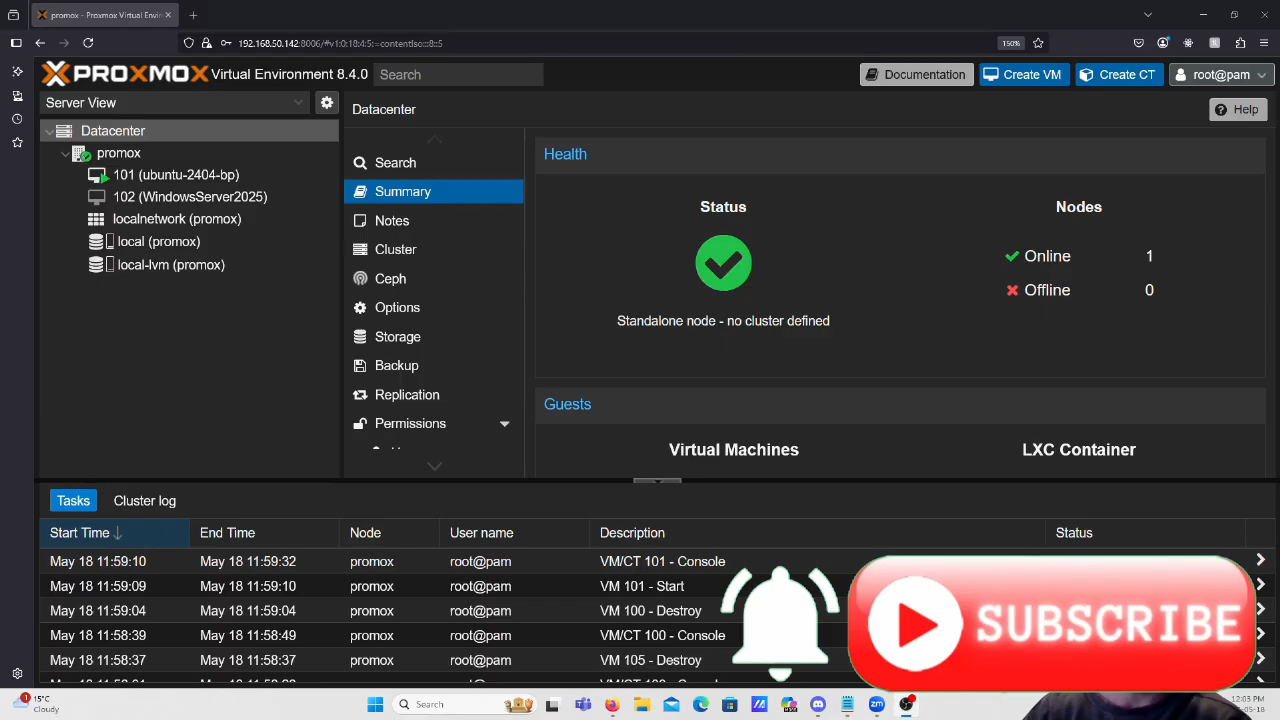 promox - Proxmox Virtual Envir
192.168.50.142:8006/#v1:0:18:4:5:=contentIso:::8::5
150%
PROXMOX Virtual Environment 8.4.0 Search
Documentation Create VM Create CT root@pam
Server View
Datacenter
promox
101 (ubuntu-2404-bp)
102 (WindowsServer2025)
localnetwork (promox)
local (promox)
local-lvm (promox)
Datacenter
Help
Search
Summary
Notes
Cluster
Ceph
Options
Storage
Backup
Replication
Permissions
Health
Status
Standalone node - no cluster defined
Nodes
Online 1
Offline 0
Guests
Virtual Machines
LXC Container
Tasks Cluster log
Start Time End Time Node User name Description Status
May 18 11:59:10 May 18 11:59:32 promox root@pam VM/CT 101 - Console
May 18 11:59:09 May 18 11:59:10 promox root@pam VM 101 - Start
May 18 11:59:04 May 18 11:59:04 promox root@pam VM 100 - Destroy
May 18 11:58:39 May 18 11:58:49 promox root@pam VM/CT 100 - Console
May 18 11:58:37 May 18 11:58:37 promox root@pam VM 105 - Destroy
SUBSCRIBE
1
15°C
Cloudy
Search
12:03 PM
5-05-18